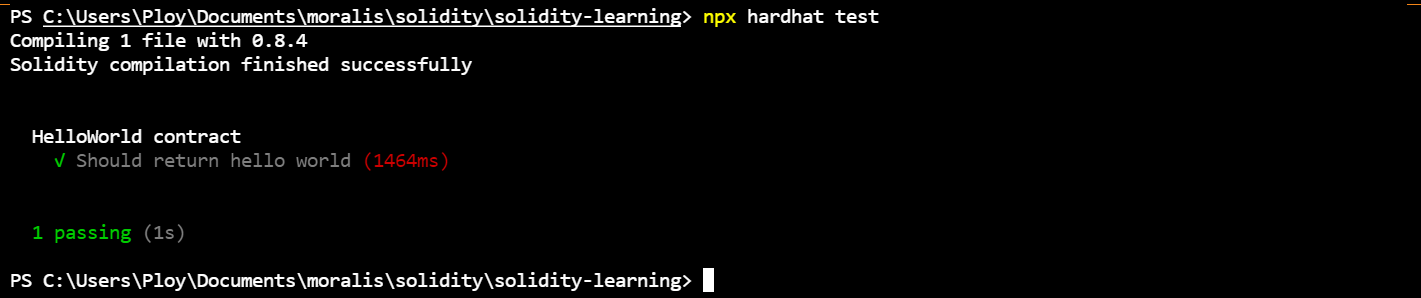 PS C:\Users\Ploy\Documents\moralis\solidity\solidity-learning> npx hardhat test
Compiling 1 file with 0.8.4
Solidity compilation finished successfully
HelloWorld contract
√ Should return hello world (1464ms)
1 passing (1s)
PS C:\Users\Ploy\Documents\moralis\solidity\solidity-learning>